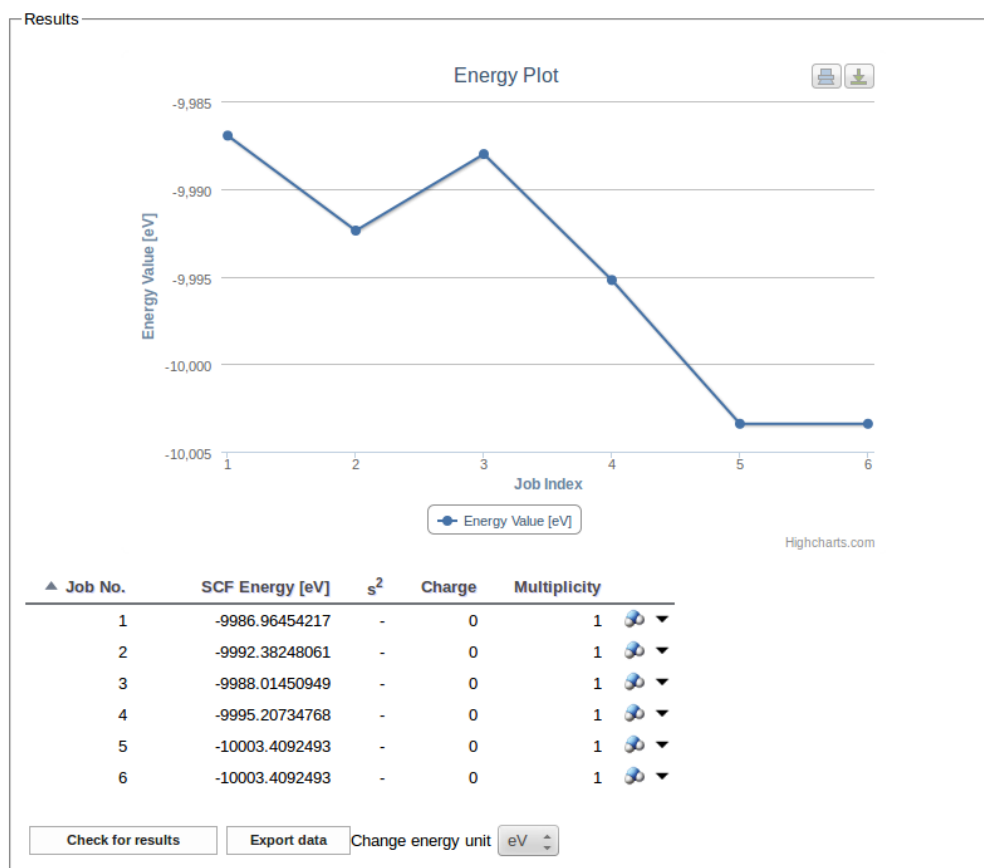 Results
Energy Plot
-9,985
-9,990
-9,995
-10,000
-10,005
Energy Value [eV]
1 2 3 4 5 6
Job Index
Energy Value [eV]
Highcharts.com
Job No. SCF Energy [eV] s² Charge Multiplicity
1 -9986.96454217 - 0 1
2 -9992.38248061 - 0 1
3 -9988.01450949 - 0 1
4 -9995.20734768 - 0 1
5 -10003.4092493 - 0 1
6 -10003.4092493 - 0 1
Check for results Export data Change energy unit eV